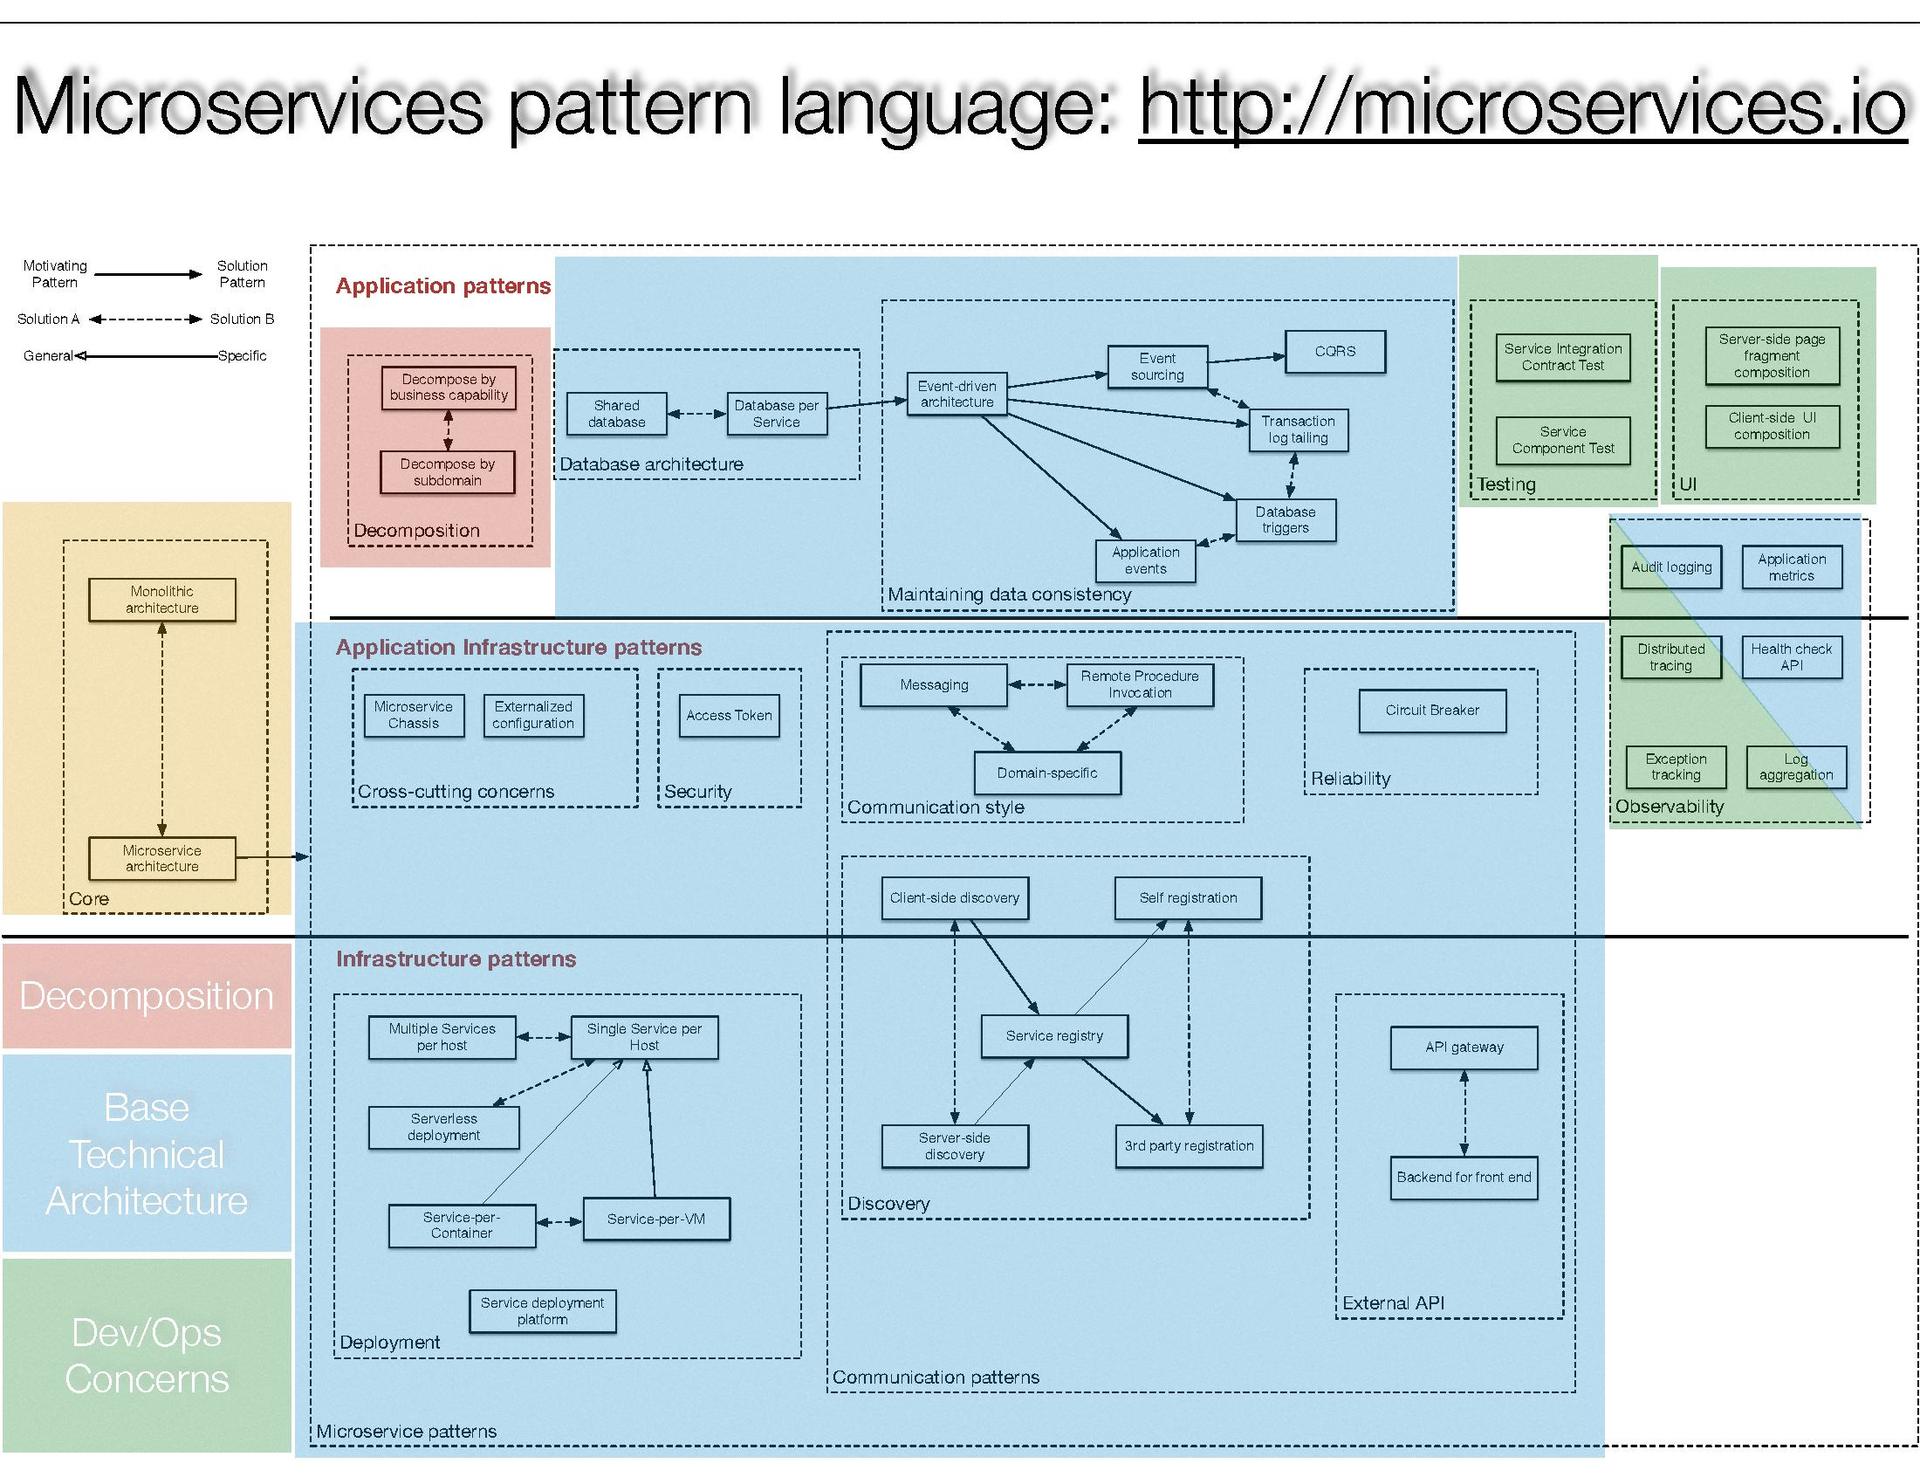 Microservices pattern language: http://microservices.io
Motivating
Pattern
Solution
Pattern
Solution A
Solution B
General
Specific
Application patterns
Decompose by
business capability
Decompose by
subdomain
Decomposition
Shared
database
Database per
Service
Database architecture
Event-driven
architecture
Event
sourcing
CQRS
Transaction
log tailing
Database
triggers
Application
events
Maintaining data consistency
Service Integration
Contract Test
Service
Component Test
Testing
Server-side page
fragment
composition
Client-side UI
composition
UI
Monolithic
architecture
Microservice
architecture
Core
Audit logging
Application
metrics
Distributed
tracing
Health check
API
Exception
tracking
Log
aggregation
Observability
Application Infrastructure patterns
Microservice
Chassis
Externalized
configuration
Cross-cutting concerns
Access Token
Security
Messaging
Remote Procedure
Invocation
Domain-specific
Communication style
Circuit Breaker
Reliability
Client-side discovery
Self registration
Service registry
Server-side
discovery
3rd party registration
Discovery
Infrastructure patterns
Multiple Services
per host
Single Service per
Host
Serverless
deployment
Service-per-
Container
Service-per-VM
Service deployment
platform
Deployment
API gateway
Backend for front end
External API
Communication patterns
Microservice patterns
Decomposition
Base
Technical
Architecture
Dev/Ops
Concerns